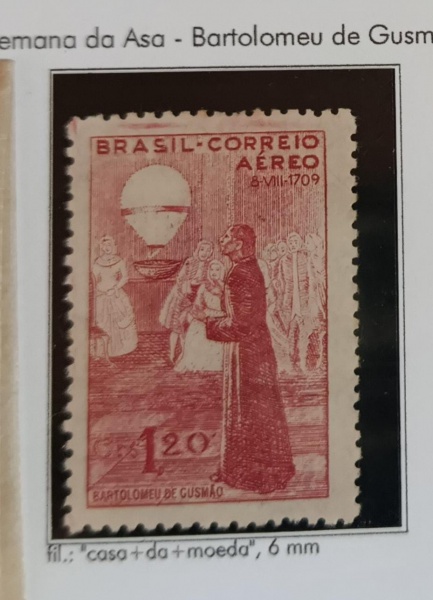 emana da Asa - Bartolomeu de Gusm
BRASIL-CORREIO
AÉREO
8-VIII-1709
CR$ 1,20
BARTOLOMEU DE GUSMÃO
fil.: "casa+da+moeda", 6 mm